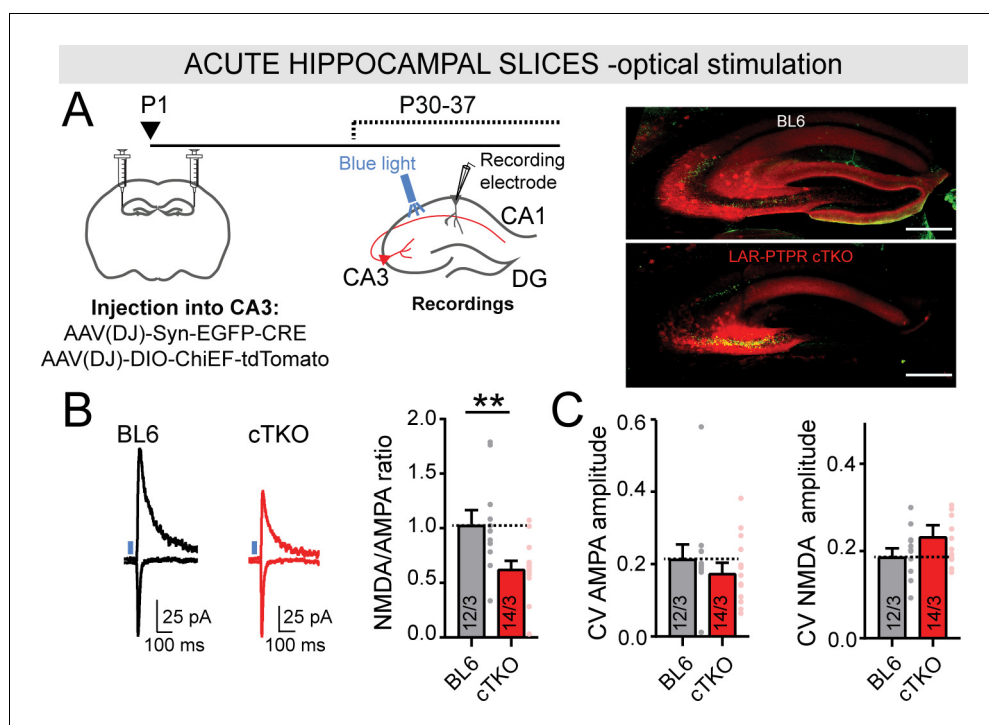 ACUTE HIPPOCAMPAL SLICES -optical stimulation
A
P1
P30-37
Blue light
Recording
electrode
CA1
CA3
DG
Injection into CA3:
Recordings
AAV(DJ)-Syn-EGFP-CRE
AAV(DJ)-DIO-ChiEF-tdTomato
BL6
LAR-PTPR cTKO
B
BL6
cTKO
25 pA
100 ms
25 pA
100 ms
NMDA/AMPA ratio
2.0
1.5
1.0
0.5
0.0
**
12/3
14/3
BL6
cTKO
C
CV AMPA amplitude
0.6
0.4
0.2
0.0
12/3
14/3
BL6
cTKO
CV NMDA amplitude
0.4
0.2
0.0
12/3
14/3
BL6
cTKO